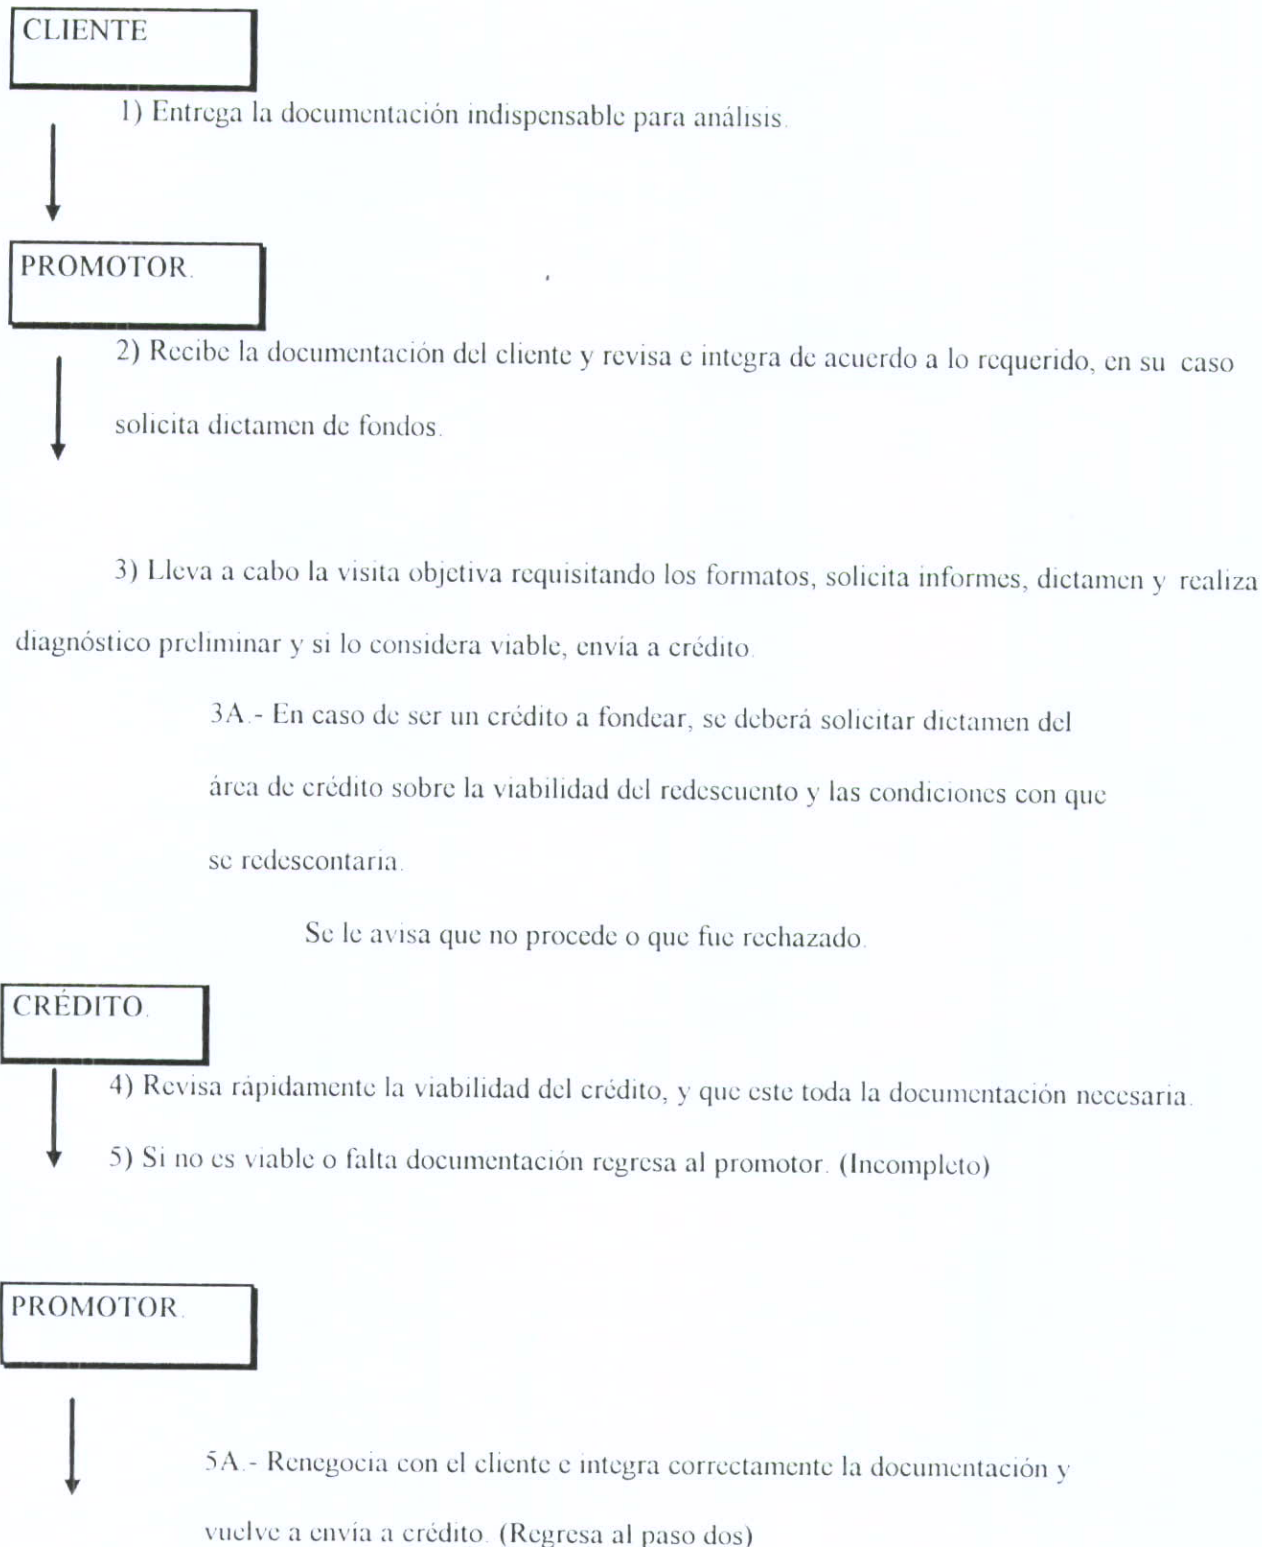 CLIENTE
1) Entrega la documentación indispensable para análisis.
PROMOTOR.
2) Recibe la documentación del cliente y revisa e integra de acuerdo a lo requerido, en su caso
solicita dictamen de fondos.
3) Lleva a cabo la visita objetiva requisitando los formatos, solicita informes, dictamen y realiza
diagnóstico preliminar y si lo considera viable, envia a crédito.
3A.- En caso de ser un crédito a fondear, se deberá solicitar dictamen del
área de crédito sobre la viabilidad del redescuento y las condiciones con que
se redescontaria.
Se le avisa que no procede o que fue rechazado.
CRÉDITO.
4) Revisa rápidamente la viabilidad del crédito, y que este toda la documentación necesaria.
5) Si no es viable o falta documentación regresa al promotor. (Incompleto)
PROMOTOR.
5A.- Renegocia con el cliente e integra correctamente la documentación y
vuelve a envía a crédito. (Regresa al paso dos)